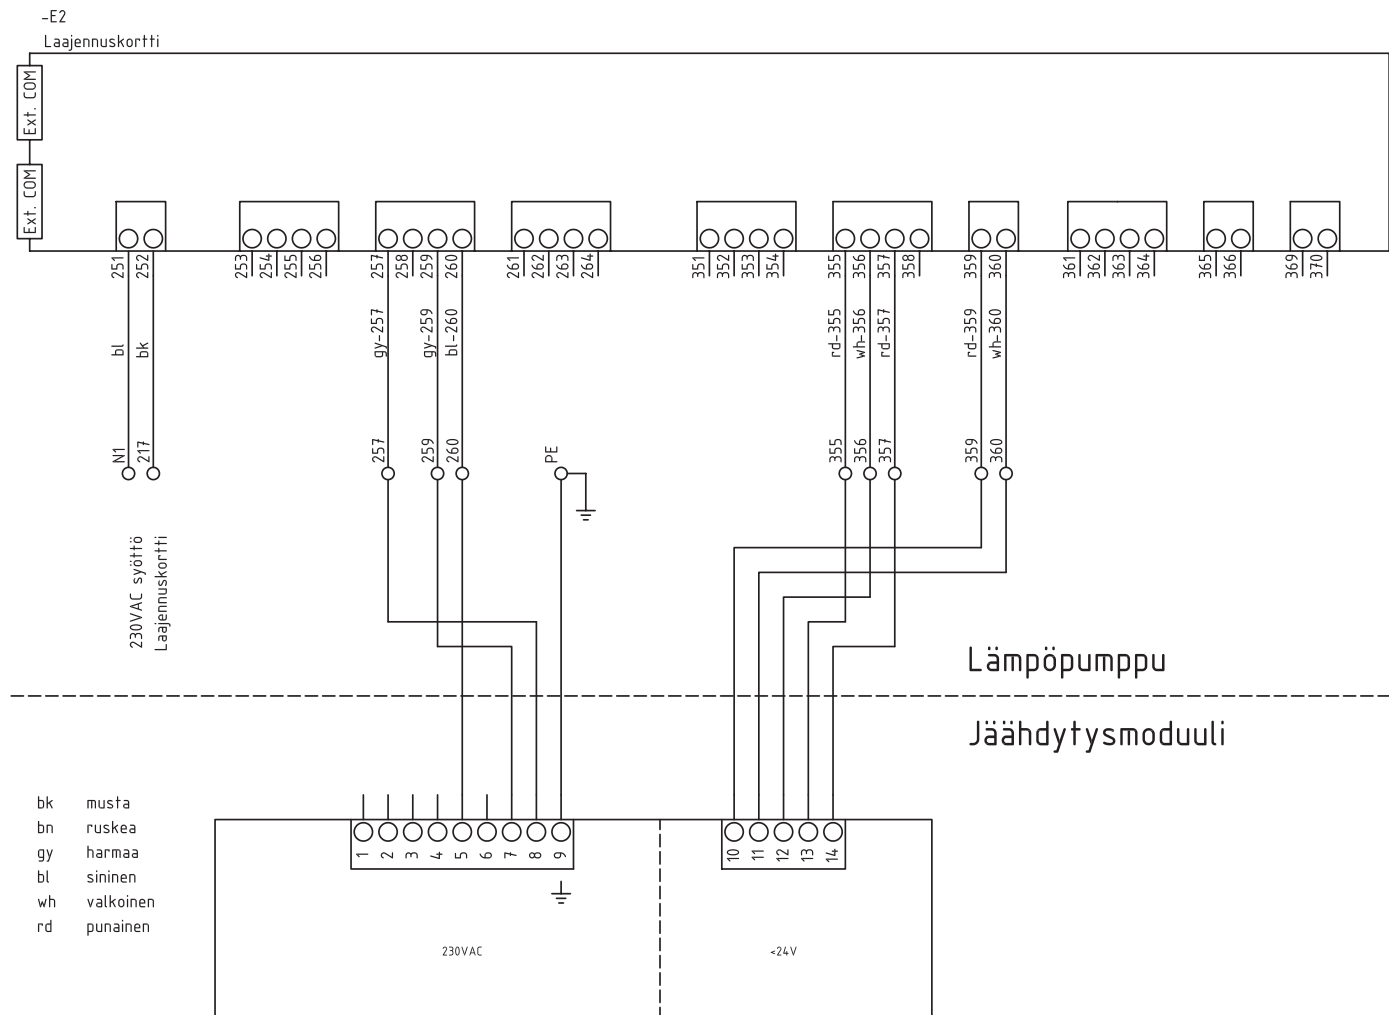 -E2
Laajennuskortti
Ext. COM
Ext. COM
251 252 253 254 255 256 257 258 259 260 261 262 263 264 351 352 353 354 355 356 357 358 359 360 361 362 363 364 365 366 369 370
bl bk gy-257 gy-259 bl-260 rd-355 wh-356 rd-357 rd-359 wh-360
N1 217 257 259 260 PE 355 356 357 359 360
230VAC syöttö
Laajennuskortti
Lämpöpumppu
Jäähdytysmoduuli
bk musta
bn ruskea
gy harmaa
bl sininen
wh valkoinen
rd punainen
1 2 3 4 5 6 7 8 9 10 11 12 13 14
230VAC <24V